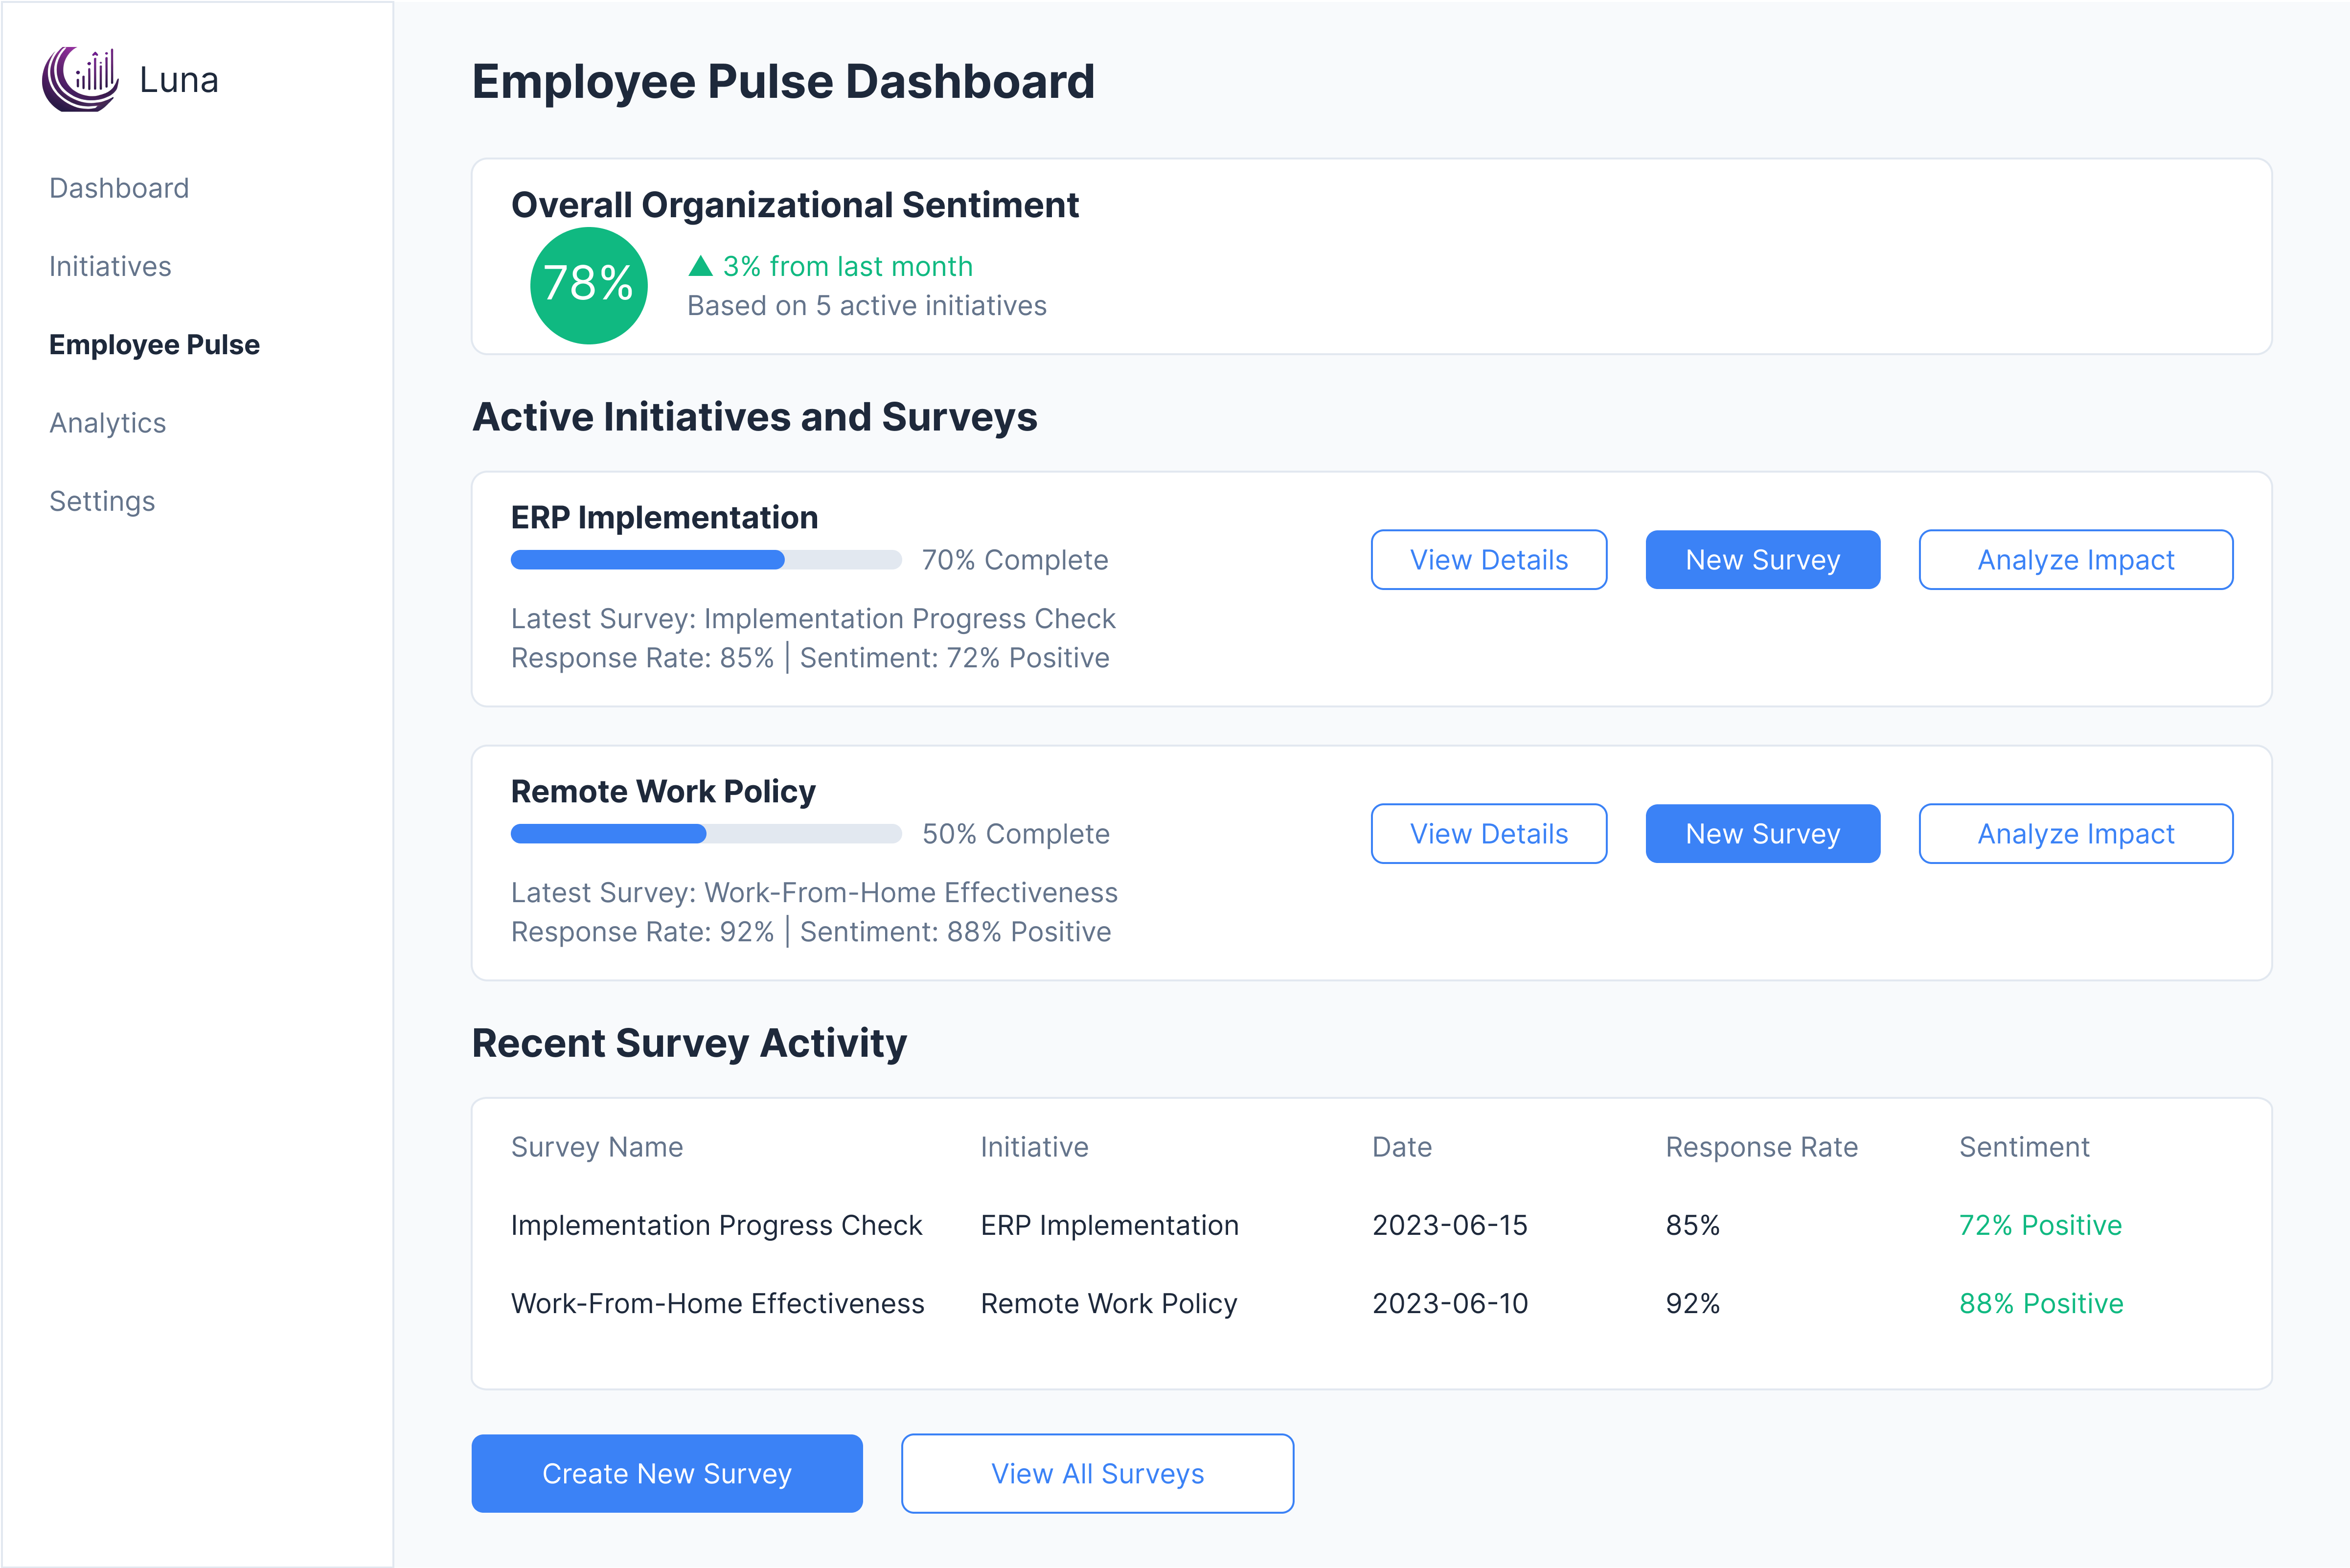 Luna
Dashboard
Initiatives
Employee Pulse
Analytics
Settings
Employee Pulse Dashboard
Overall Organizational Sentiment
78%
▲ 3% from last month
Based on 5 active initiatives
Active Initiatives and Surveys
ERP Implementation
70% Complete
View Details
New Survey
Analyze Impact
Latest Survey: Implementation Progress Check
Response Rate: 85% | Sentiment: 72% Positive
Remote Work Policy
50% Complete
View Details
New Survey
Analyze Impact
Latest Survey: Work-From-Home Effectiveness
Response Rate: 92% | Sentiment: 88% Positive
Recent Survey Activity
Survey Name Initiative Date Response Rate Sentiment
Implementation Progress Check ERP Implementation 2023-06-15 85% 72% Positive
Work-From-Home Effectiveness Remote Work Policy 2023-06-10 92% 88% Positive
Create New Survey
View All Surveys